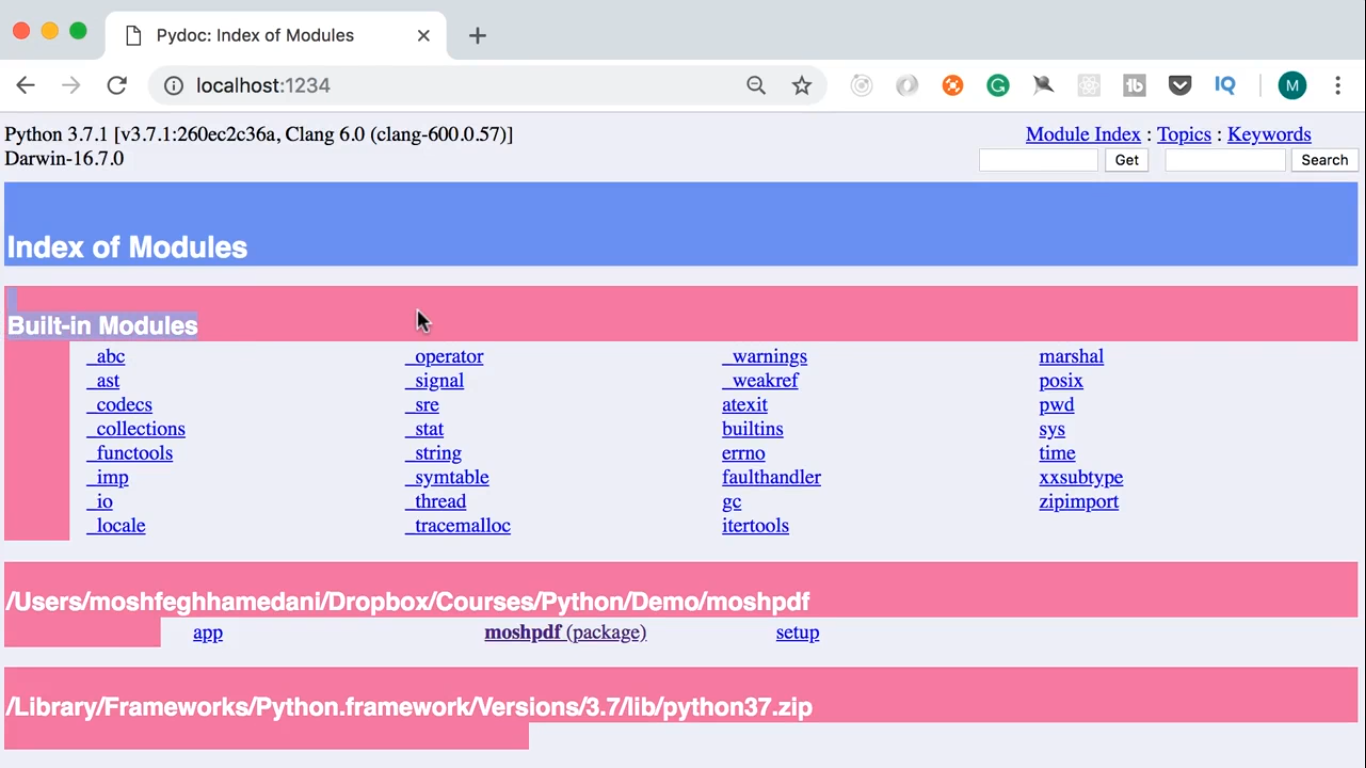 Pydoc: Index of Modules
localhost:1234
1b
IQ
M
Python 3.7.1 [v3.7.1:260ec2c36a, Clang 6.0 (clang-600.0.57)]
Darwin-16.7.0
Module Index : Topics : Keywords
Get
Search
Index of Modules
Built-in Modules
_abc _operator _warnings marshal
_ast _signal _weakref posix
_codecs _sre atexit pwd
_collections _stat builtins sys
_functools _string errno time
_imp _symtable faulthandler xxsubtype
_io _thread gc zipimport
_locale _tracemalloc itertools
/Users/moshfeghhamedani/Dropbox/Courses/Python/Demo/moshpdf
app moshpdf (package) setup
/Library/Frameworks/Python.framework/Versions/3.7/lib/python37.zip